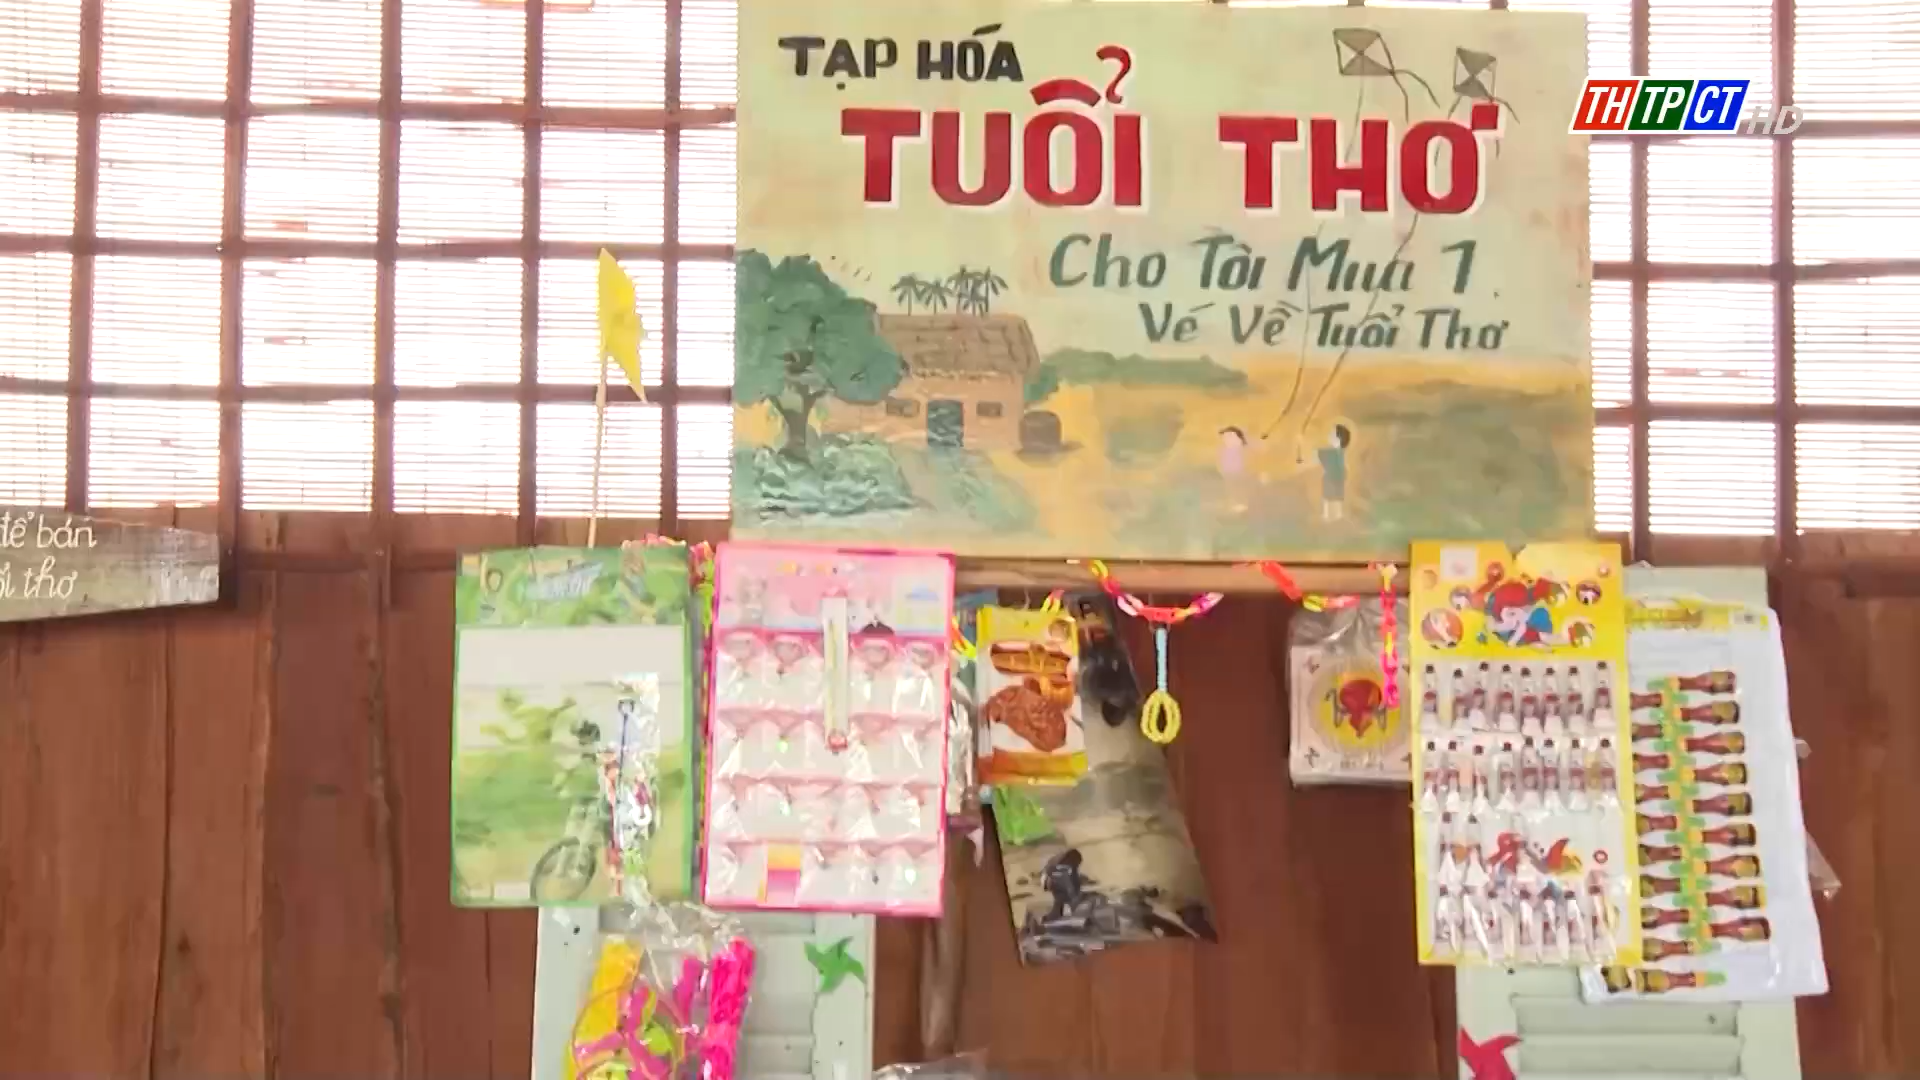 TẠP HÓA
TUỔI THƠ
Cho Tôi Mua 1
Vé Về Tuổi Thơ
THTPCT HD
để bán
thơ